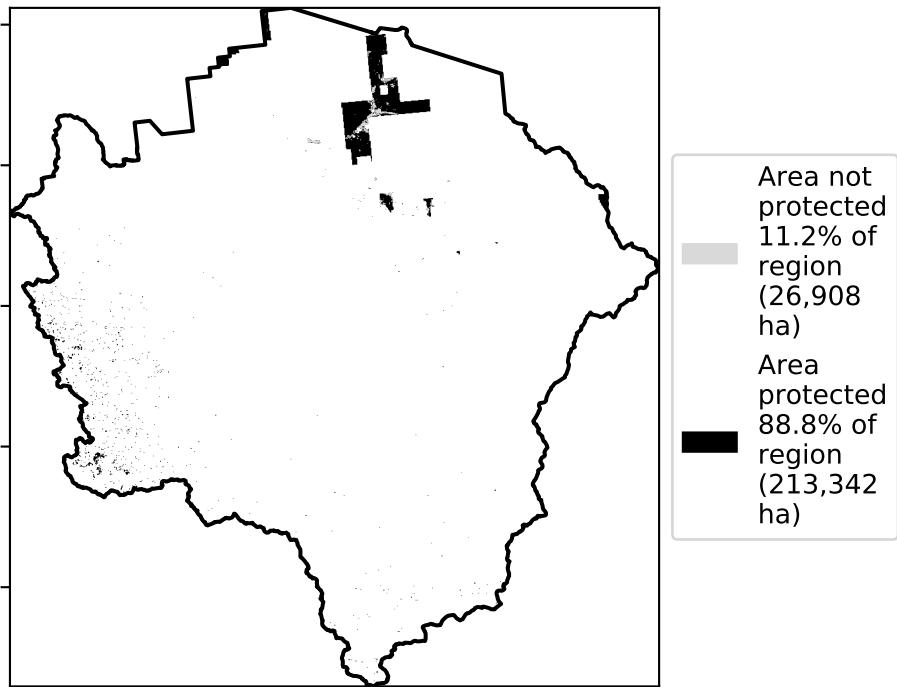 Area not
protected
11.2% of
region
(26,908
ha)
Area
protected
88.8% of
region
(213,342
ha)